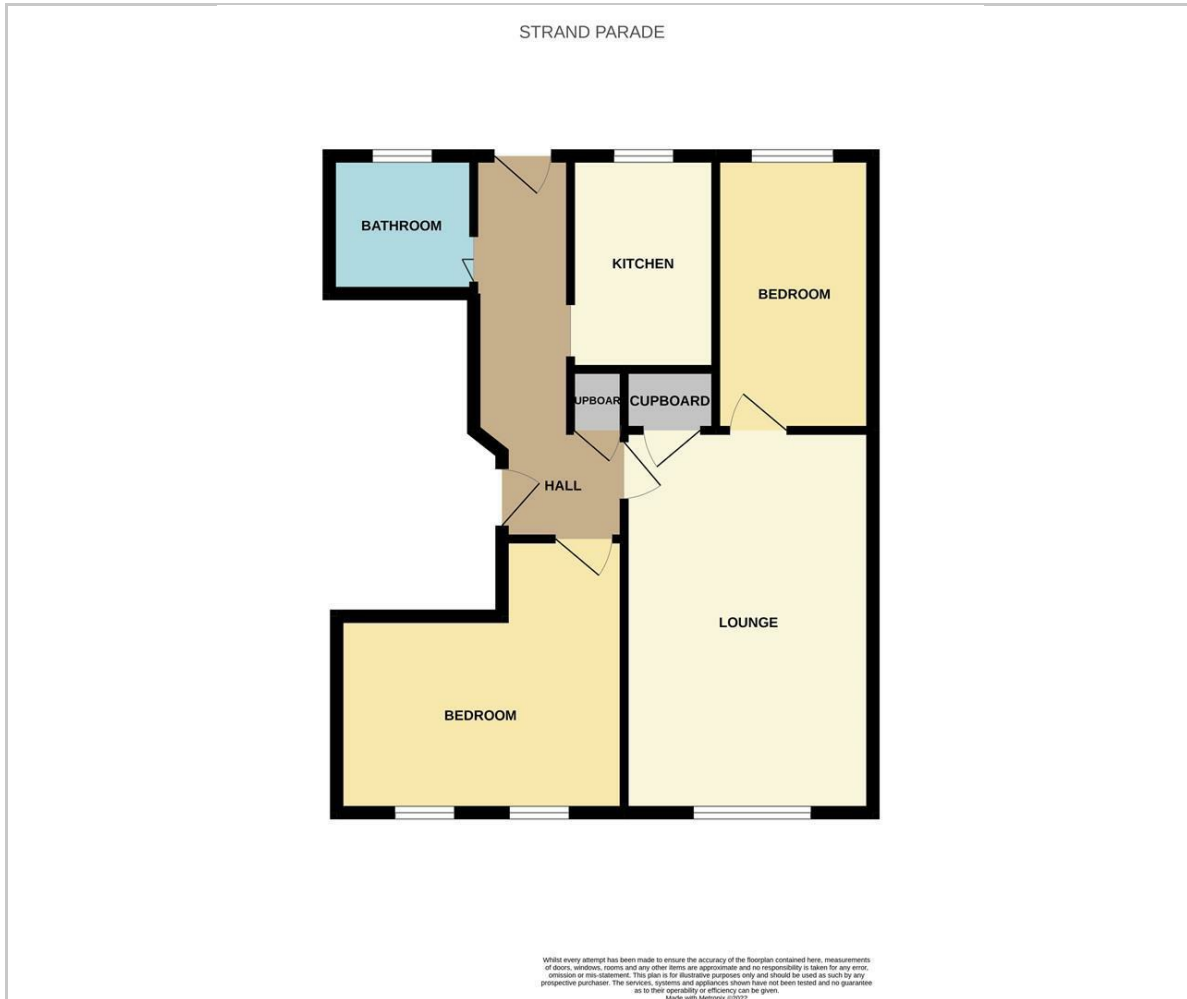 STRAND PARADE
BATHROOM
KITCHEN
BEDROOM
UPBOAR
CUPBOARD
HALL
LOUNGE
BEDROOM
Whilst every attempt has been made to ensure the accuracy of the floorplan contained here, measurements
of doors, windows, rooms and any other items are approximate and no responsibility is taken for any error,
omission or mis-statement. This plan is for illustrative purposes only and should be used as such by any
prospective purchaser. The services, systems and appliances shown have not been tested and no guarantee
as to their operability or efficiency can be given.
Made with Metropix ©2022